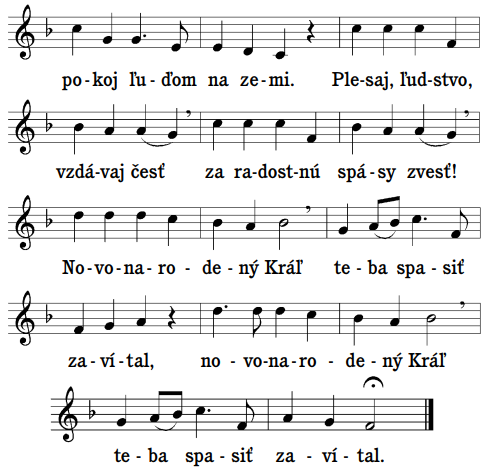 po - koj ľu - ďom na ze - mi. Ple - saj, ľud - stvo,
vzdá - vaj česť za ra - dost - nú spá - sy zvesť!
No - vo - na - ro - de - ný Kráľ te - ba spa - siť
za - ví - tal, no - vo - na - ro - de - ný Kráľ
te - ba spa - siť za - ví - tal.